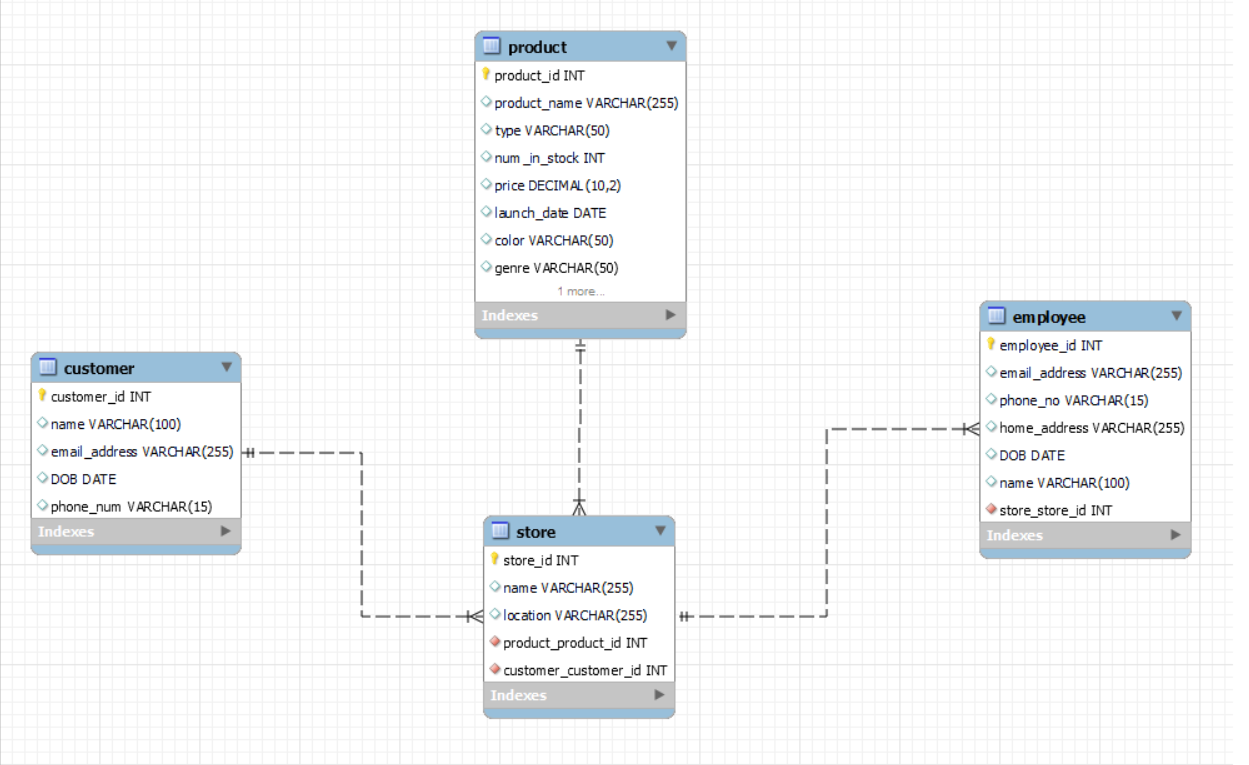 product
product_id INT
product_name VARCHAR(255)
type VARCHAR(50)
num_in_stock INT
price DECIMAL(10,2)
launch_date DATE
color VARCHAR(50)
genre VARCHAR(50)
1 more...
Indexes
customer
customer_id INT
name VARCHAR(100)
email_address VARCHAR(255)
DOB DATE
phone_num VARCHAR(15)
Indexes
store
store_id INT
name VARCHAR(255)
location VARCHAR(255)
product_product_id INT
customer_customer_id INT
Indexes
employee
employee_id INT
email_address VARCHAR(255)
phone_no VARCHAR(15)
home_address VARCHAR(255)
DOB DATE
name VARCHAR(100)
store_store_id INT
Indexes